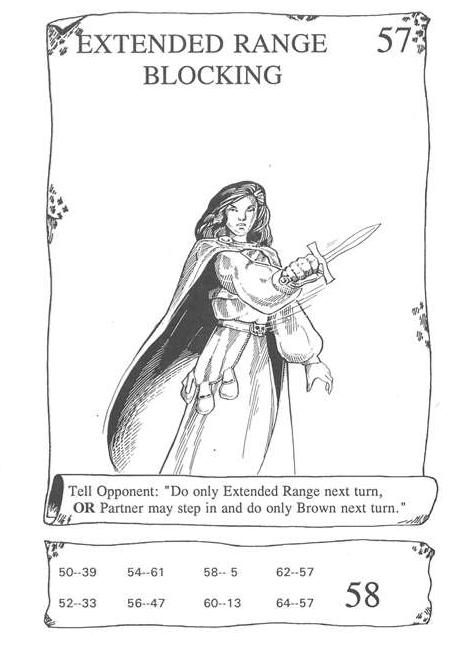 EXTENDED RANGE 57
BLOCKING
Tell Opponent: "Do only Extended Range next turn,
OR Partner may step in and do only Brown next turn."
50--39 54--61 58-- 5 62--57
52--33 56--47 60--13 64--57
58